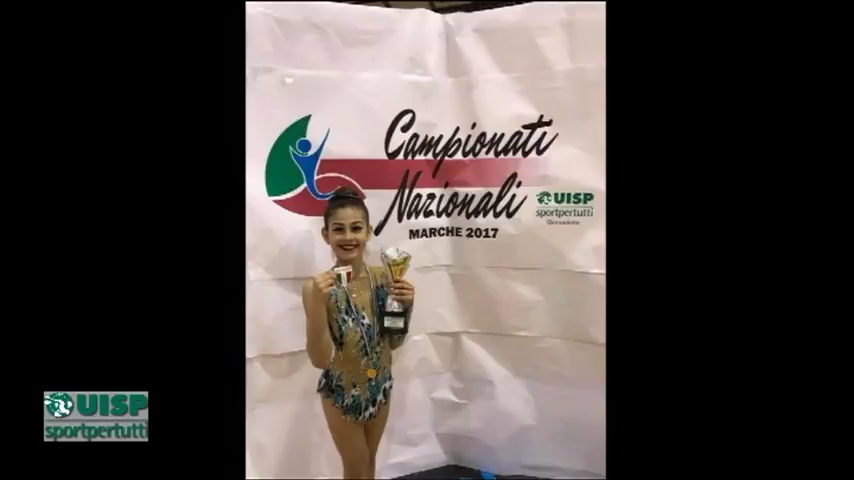 Campionati
Nazionali
MARCHE 2017
UISP
sportpertutti
UISP
sportpertutti